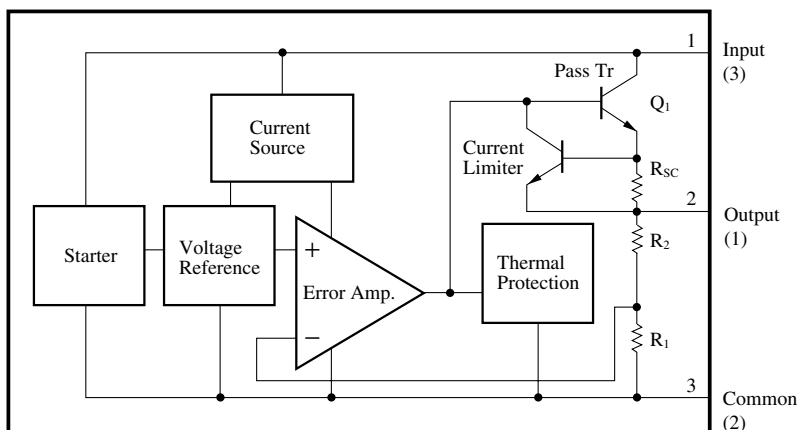 1
Input
(3)
Pass Tr
Q1
Current
Source
Current
Limiter
RSC
2
Output
(1)
Starter
Voltage
Reference
+
Error Amp.
−
Thermal
Protection
R2
R1
3
Common
(2)